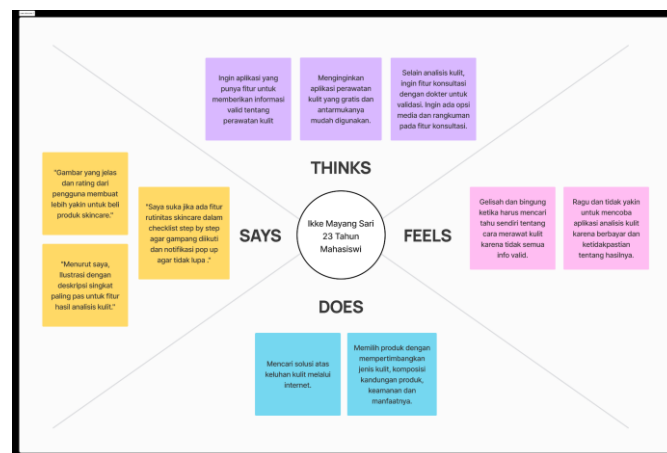 Ingin aplikasi yang
punya fitur untuk
memberikan informasi
valid tentang
perawatan kulit
Menginginkan
aplikasi perawatan
kulit yang gratis dan
antarmukanya
mudah digunakan.
Selain analisis kulit,
ingin fitur konsultasi
dengan dokter untuk
validasi. Ingin ada opsi
media dan rangkuman
pada fitur konsultasi.
THINKS
"Gambar yang jelas
dan rating dari
pengguna membuat
lebih yakin untuk beli
produk skincare."
"Saya suka jika ada fitur
rutinitas skincare dalam
checklist step by step
agar gampang diikuti
dan notifikasi pop up
agar tidak lupa ."
"Menurut saya,
Ilustrasi dengan
deskripsi singkat
paling pas untuk fitur
hasil analisis kulit."
SAYS
Ikke Mayang Sari
23 Tahun
Mahasiswi
FEELS
Gelisah dan bingung
ketika harus mencari
tahu sendiri tentang
cara merawat kulit
karena tidak semua
info valid.
Ragu dan tidak yakin
untuk mencoba
aplikasi analisis kulit
karena berbayar dan
ketidakpastian
tentang hasilnya.
DOES
Mencari solusi atas
keluhan kulit melalui
internet.
Memilih produk dengan
mempertimbangkan
jenis kulit, komposisi
kandungan produk,
keamanan dan
manfaatnya.